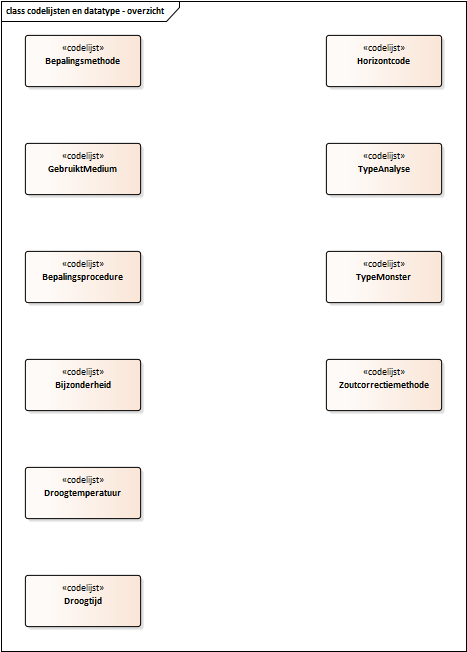 class codelijsten en datatype - overzicht
«codelijst»
Bepalingsmethode
«codelijst»
Horizontcode
«codelijst»
GebruiktMedium
«codelijst»
TypeAnalyse
«codelijst»
Bepalingsprocedure
«codelijst»
TypeMonster
«codelijst»
Bijzonderheid
«codelijst»
Zoutcorrectiemethode
«codelijst»
Droogtemperatuur
«codelijst»
Droogtijd